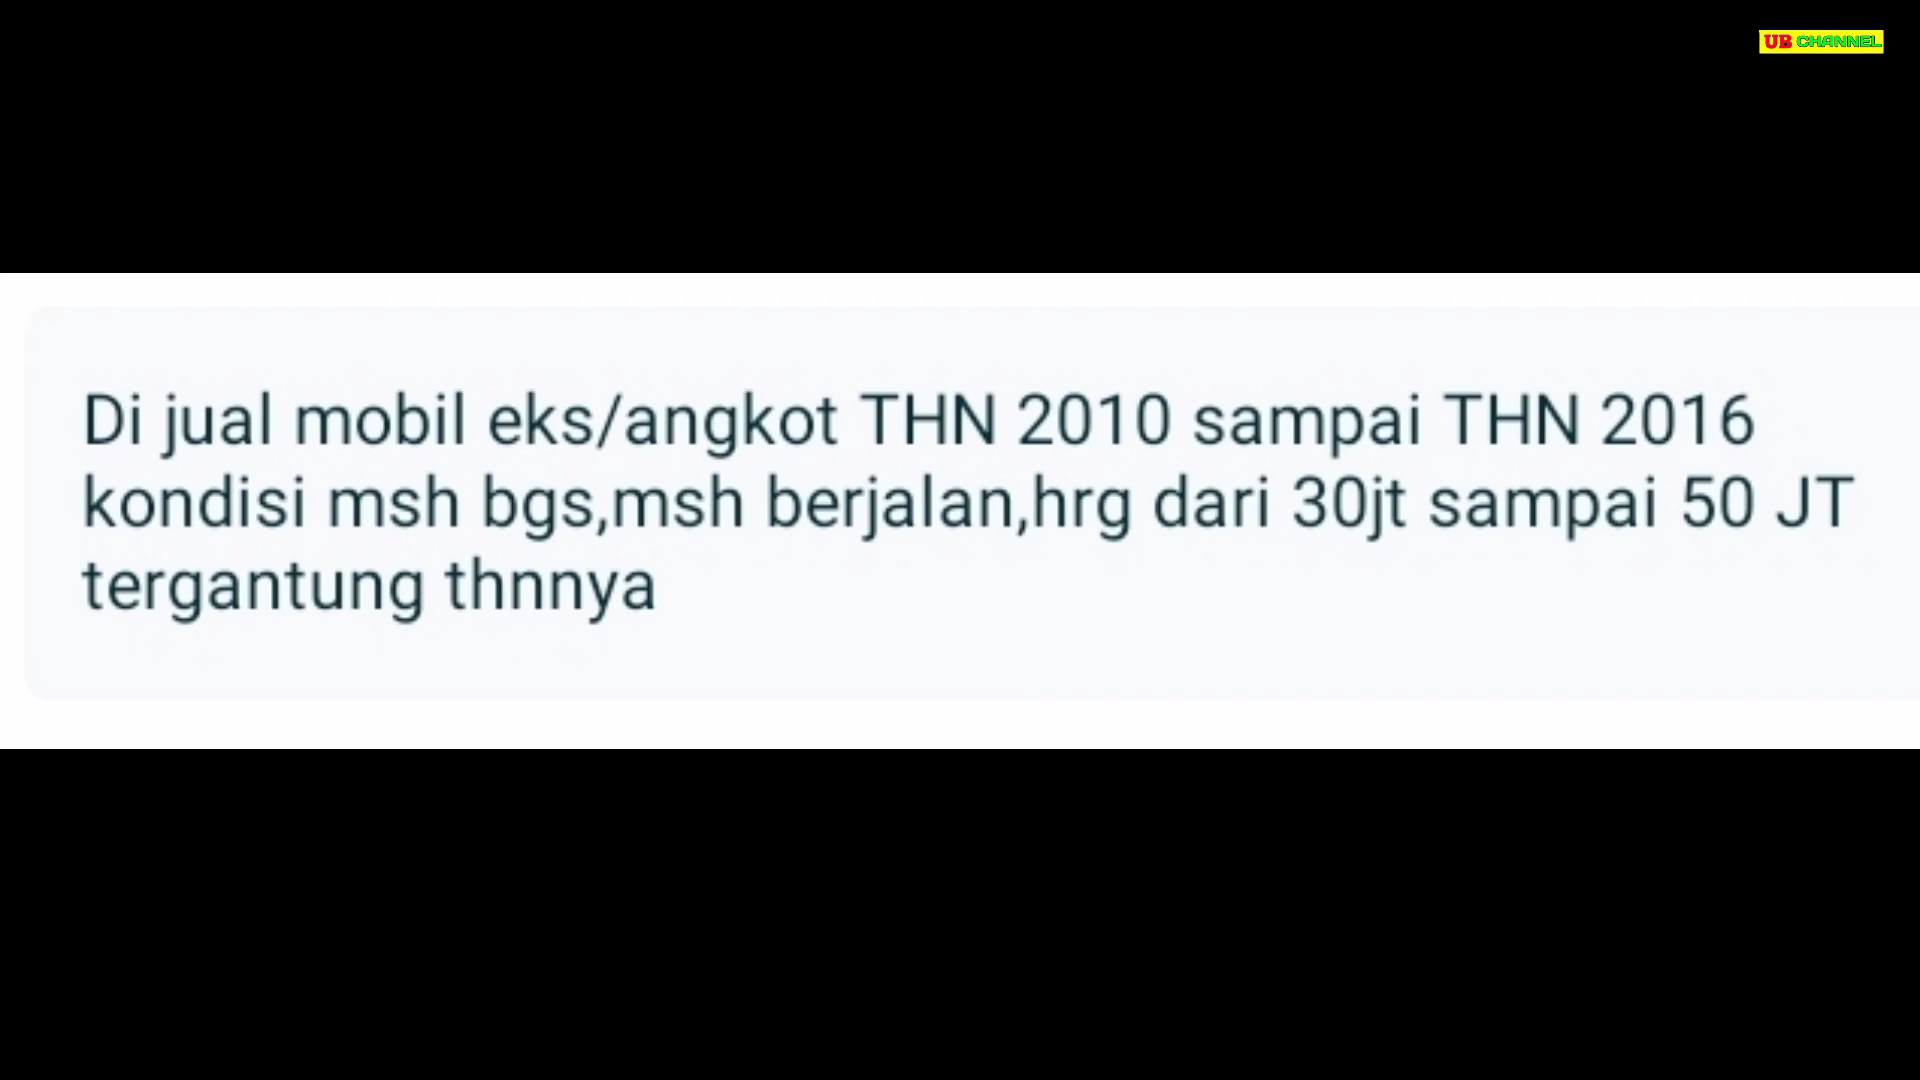 UB CHANNEL
Di jual mobil eks/angkot THN 2010 sampai THN 2016
kondisi msh bgs,msh berjalan,hrg dari 30jt sampai 50 JT
tergantung thnnya